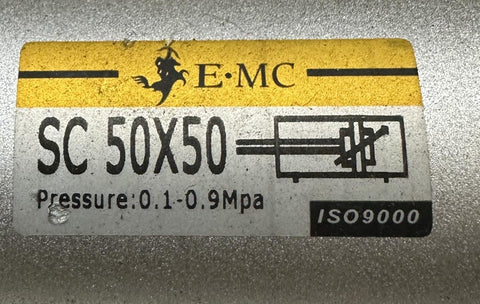 E·MC
SC 50X50
Pressure:0.1-0.9Mpa
ISO9000